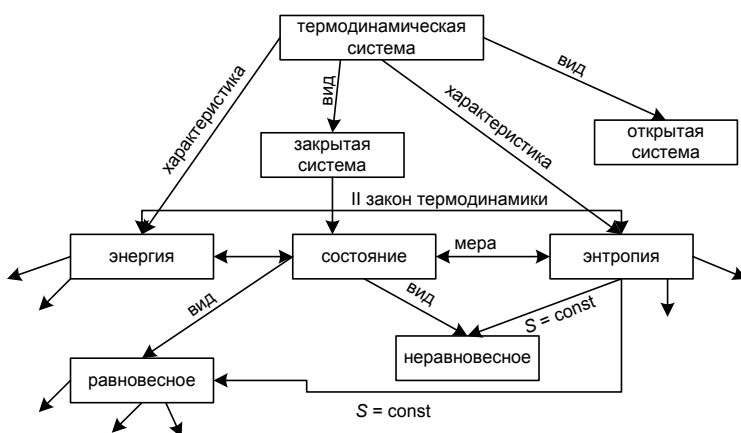 термодинамическая
система
характеристика
вид
характеристика
вид
закрытая
система
открытая
система
II закон термодинамики
энергия
состояние
мера
энтропия
вид
вид
S = const
неравновесное
равновесное
S = const